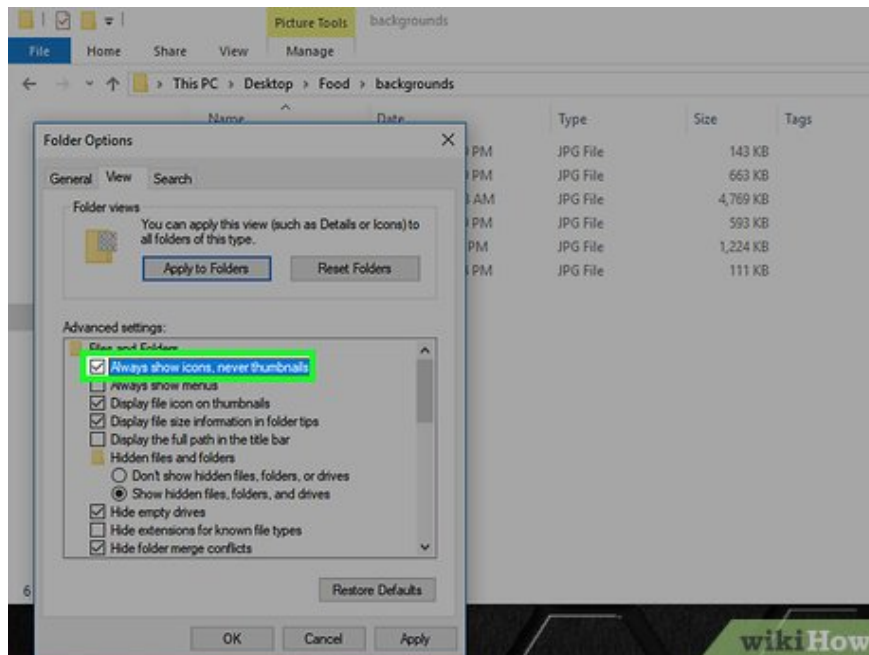 Picture Tools backgrounds
File Home Share View Manage
This PC > Desktop > Food > backgrounds
Name Date Type Size Tags
Folder Options
PM JPG File 143 KB
General View Search
PM JPG File 663 KB
AM JPG File 4,769 KB
Folder views
You can apply this view (such as Details or Icons) to
all folders of this type.
PM JPG File 593 KB
PM JPG File 1,224 KB
Apply to Folders Reset Folders
PM JPG File 111 KB
Advanced settings:
Files and Folders
Always show icons, never thumbnails
Always show menus
Display file icon on thumbnails
Display file size information in folder tips
Display the full path in the title bar
Hidden files and folders
Don't show hidden files, folders, or drives
Show hidden files, folders, and drives
Hide empty drives
Hide extensions for known file types
Hide folder merge conflicts
6
Restore Defaults
OK Cancel Apply
wikiHow